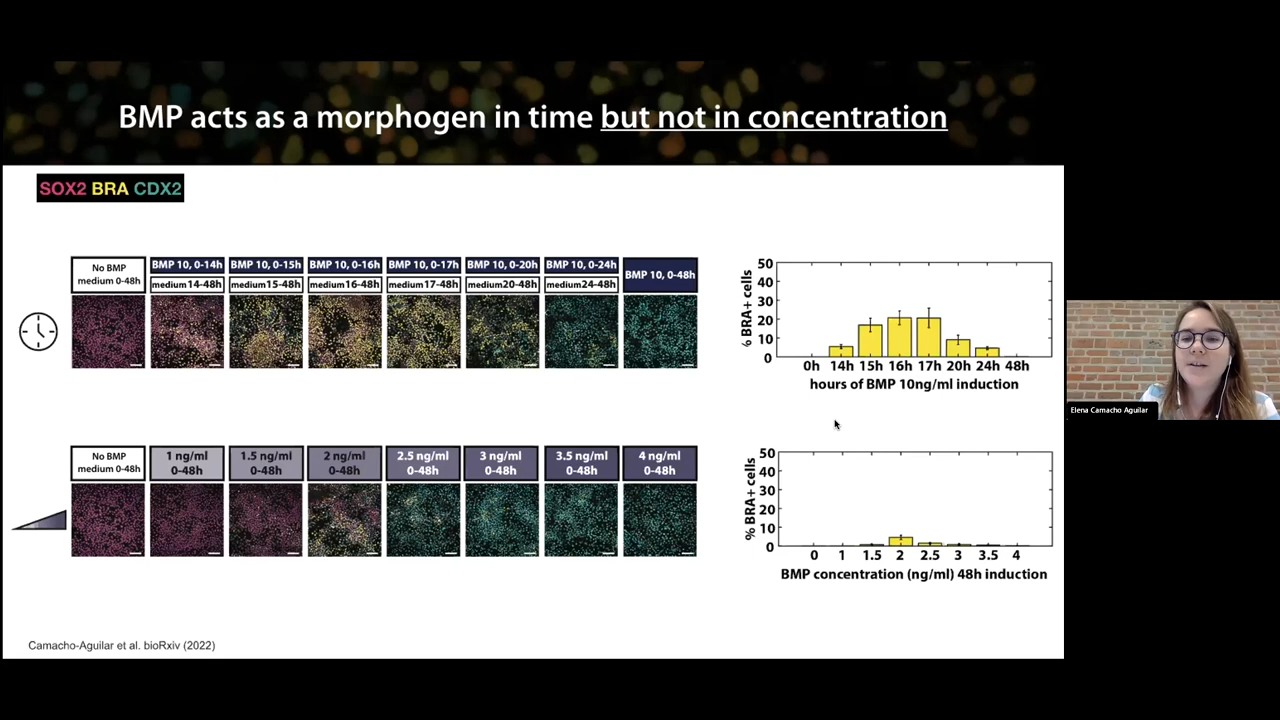 BMP acts as a morphogen in time but not in concentration
SOX2 BRA CDX2
No BMP
medium 0-48h
BMP 10, 0-14h
medium 14-48h
BMP 10, 0-15h
medium15-48h
BMP 10, 0-16h
medium16-48h
BMP 10, 0-17h
medium17-48h
BMP 10, 0-20h
medium20-48h
BMP 10, 0-24h
medium24-48h
BMP 10, 0-48h
% BRA+ cells
50
40
30
20
10
0
0h 14h 15h 16h 17h 20h 24h 48h
hours of BMP 10ng/ml induction
Elena Camacho Aguilar
No BMP
medium 0-48h
1 ng/ml
0-48h
1.5 ng/ml
0-48h
2 ng/ml
0-48h
2.5 ng/ml
0-48h
3 ng/ml
0-48h
3.5 ng/ml
0-48h
4 ng/ml
0-48h
% BRA+ cells
50
40
30
20
10
0
0 1 1.5 2 2.5 3 3.5 4
BMP concentration (ng/ml) 48h induction
Camacho-Aguilar et al. bioRxiv (2022)